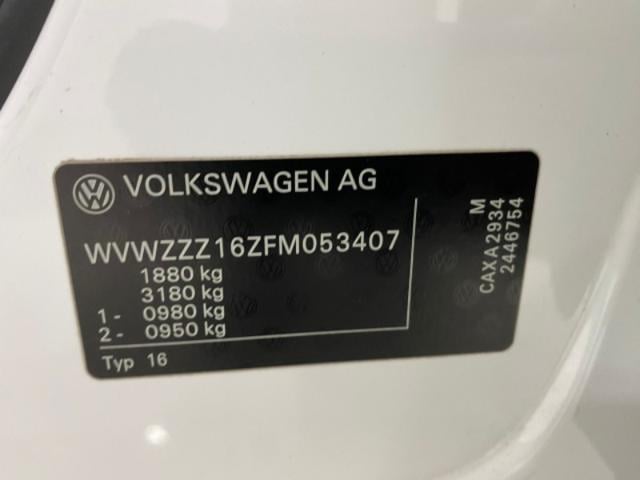 VOLKSWAGEN AG
WVWZZZ16ZFM053407
1880 kg
3180 kg
1 - 0980 kg
2 - 0950 kg
Typ 16
M
CAXA2934
2446754